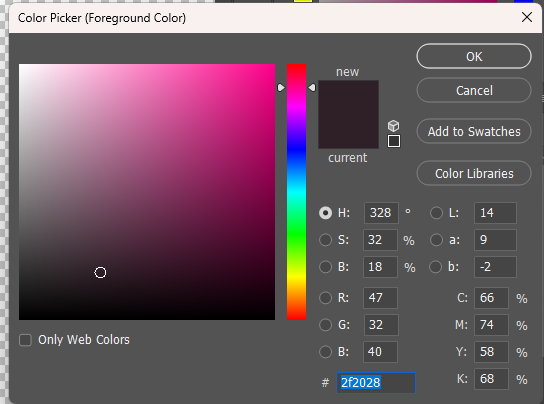 Color Picker (Foreground Color)
new
current
OK
Cancel
Add to Swatches
Color Libraries
H: 328 °
S: 32 %
B: 18 %
R: 47
G: 32
B: 40
# 2f2028
L: 14
a: 9
b: -2
C: 66 %
M: 74 %
Y: 58 %
K: 68 %
Only Web Colors